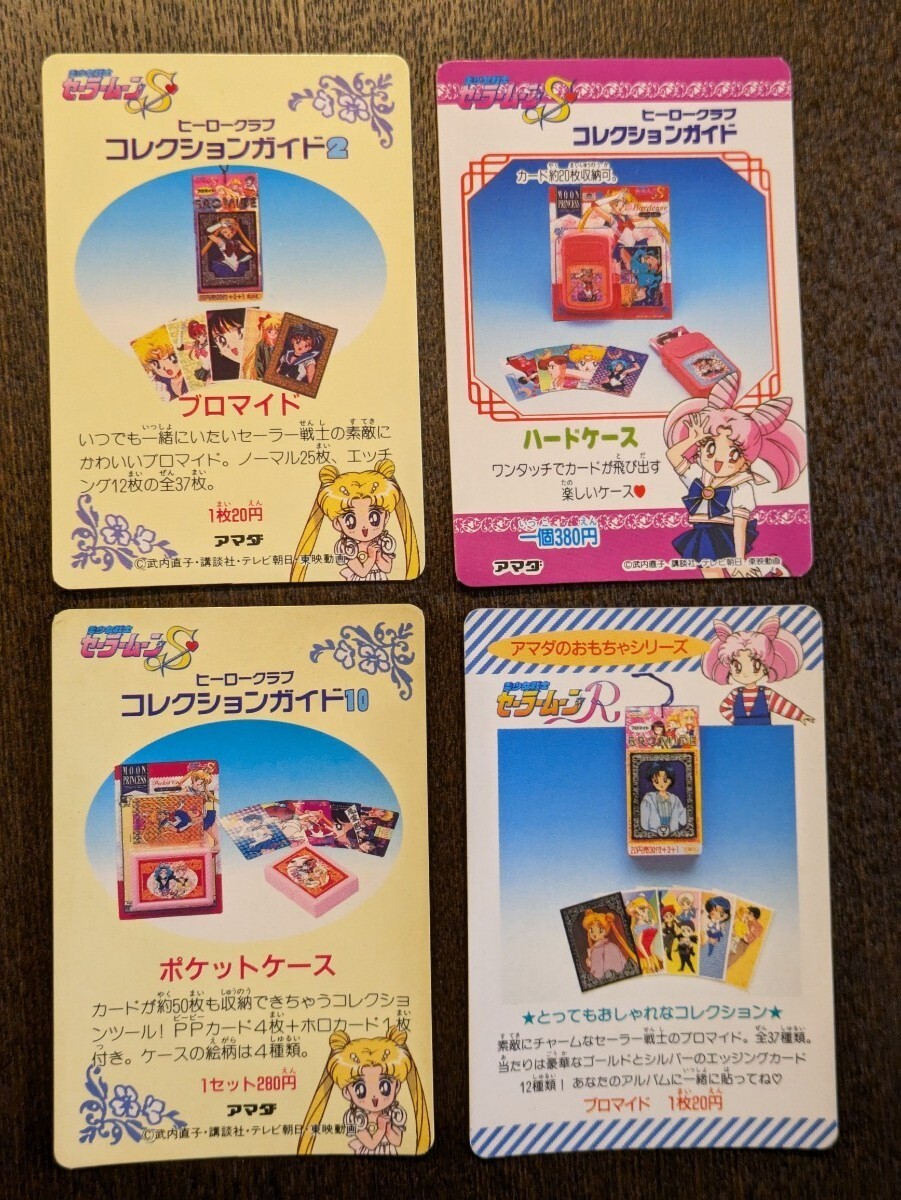 美少女戦士
セーラームーンS
ヒーロークラブ
コレクションガイド2
BROMIDE
ブロマイド
いつでも一緒にいたいセーラー戦士の素敵に
かわいいブロマイド。ノーマル25枚、エッチ
ング12枚の全37枚。
1枚20円
アマダ
©武内直子・講談社・テレビ朝日・東映動画
美少女戦士
セーラームーンS
ヒーロークラブ
コレクションガイド
カード約20枚収納可。
MOON
PRINCESS
Hardcase
ハードケース
ワンタッチでカードが飛び出す
楽しいケース♥
一個380円
アマダ
©武内直子・講談社・テレビ朝日・東映動画
美少女戦士
セーラームーンS
ヒーロークラブ
コレクションガイド10
MOON
PRINCESS
ポケットケース
カードが約50枚も収納できちゃうコレクショ
ンツール!PPカード4枚+ホロカード1枚
付き。ケースの絵柄は4種類。
1セット280円
アマダ
©武内直子・講談社・テレビ朝日・東映動画
アマダのおもちゃシリーズ
美少女戦士
セーラームーンR
BROMIDE
★とってもおしゃれなコレクション★
素敵にチャームなセーラー戦士のブロマイド。全37種類。
当たりは豪華なゴールドとシルバーのエッジングカード
12種類!あなたのアルバムに一緒に貼ってね♡
ブロマイド 1枚20円